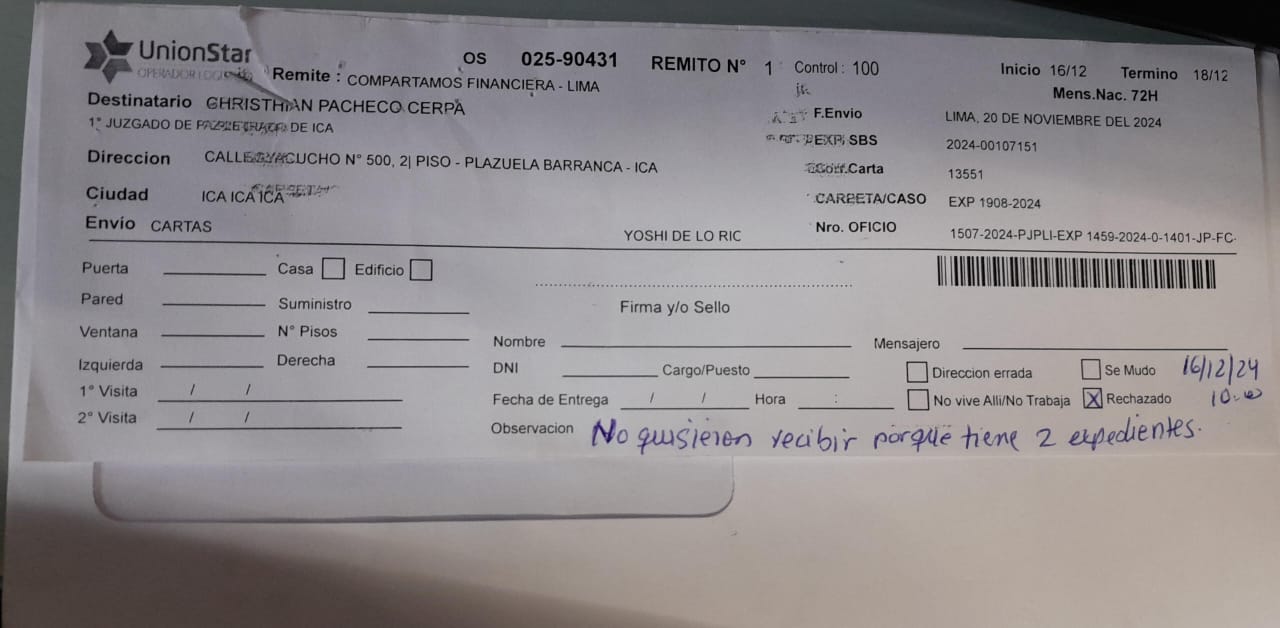 UnionStar OS 025-90431 REMITO N° 1 Control : 100 Inicio 16/12 Termino 18/12
OPERADOR Remite : COMPARTAMOS FINANCIERA - LIMA Mens.Nac. 72H
Destinatario CHRISTHIAN PACHECO CERPA F.Envio LIMA, 20 DE NOVIEMBRE DEL 2024
1° JUZGADO DE DE ICA EXP. SBS 2024-00107151
Direccion CALLE N° 500, 2| PISO - PLAZUELA BARRANCA - ICA Carta 13551
Ciudad ICA ICA ICA CARPETA/CASO EXP 1908-2024
Envío CARTAS YOSHI DE LO RIC Nro. OFICIO 1507-2024-PJPLI-EXP 1459-2024-0-1401-JP-FC-
Puerta Casa Edificio
Pared Suministro Firma y/o Sello
Ventana N° Pisos Nombre Mensajero
Izquierda Derecha DNI Cargo/Puesto Direccion errada Se Mudo 16/12/24
1° Visita / / Fecha de Entrega / / Hora : No vive Alli/No Trabaja X Rechazado
2° Visita / / Observacion No quisieron recibir porque tiene 2 expedientes.